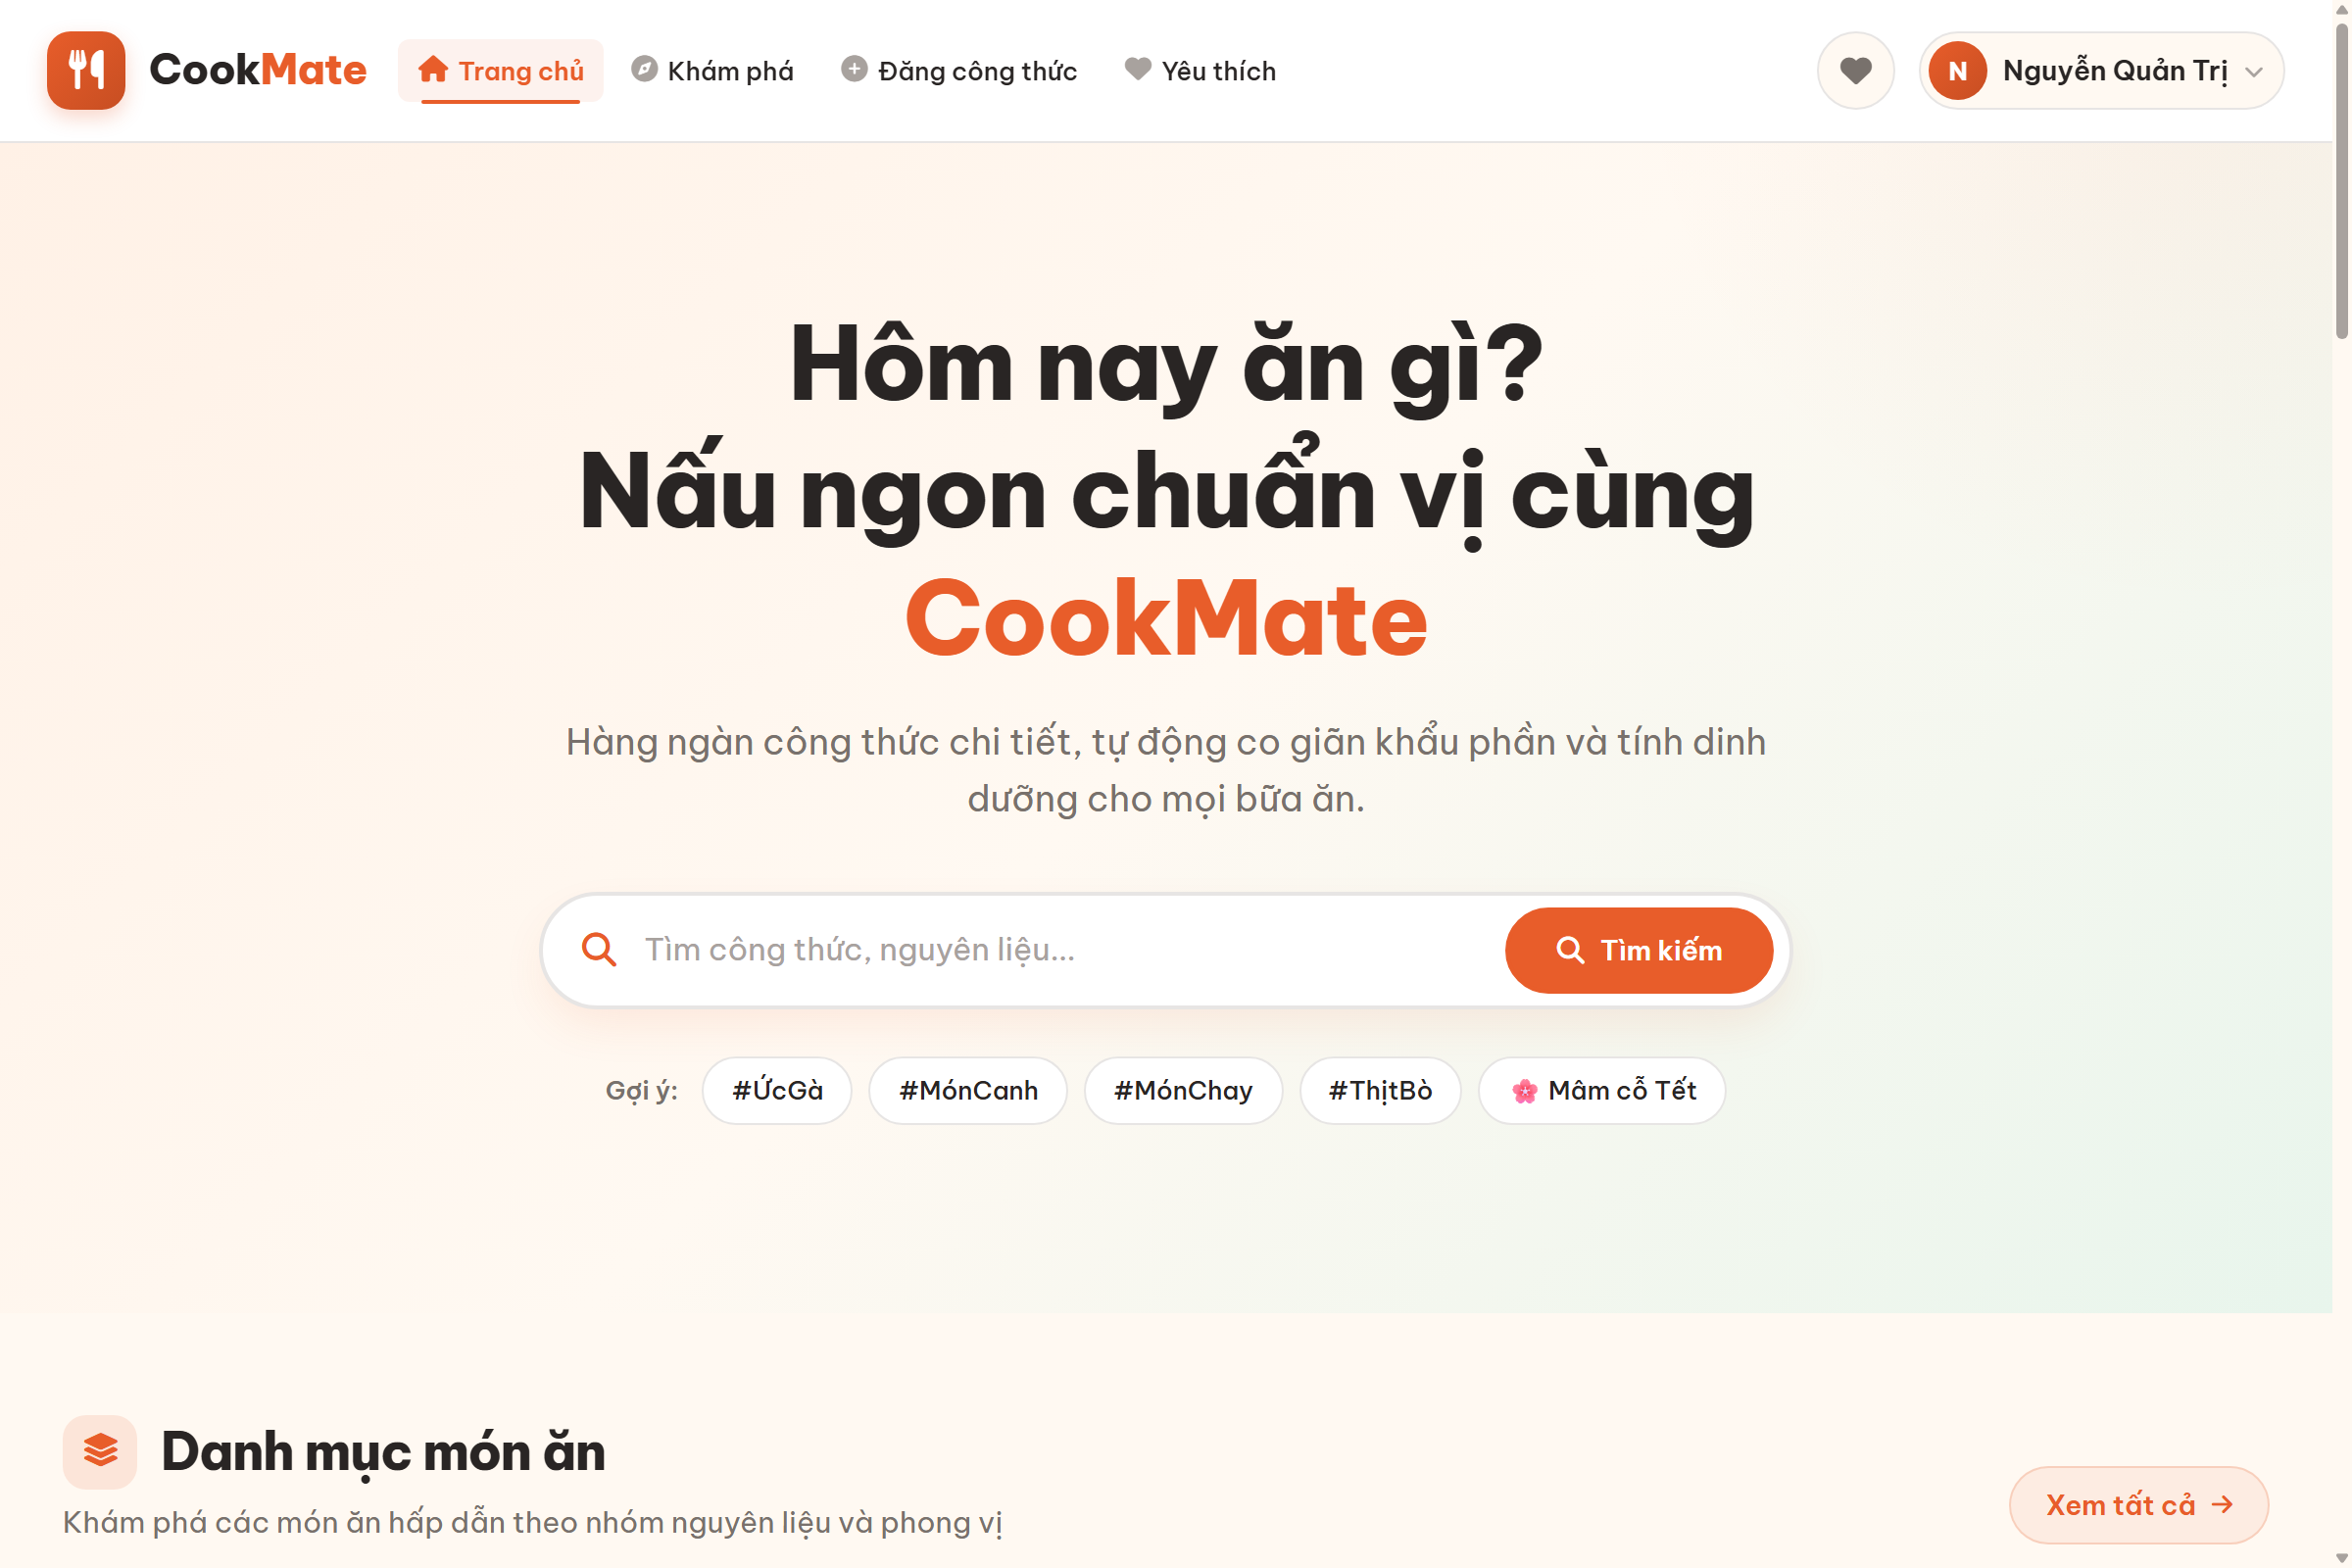 CookMate
Trang chủ
Khám phá
Đăng công thức
Yêu thích
N
Nguyễn Quản Trị
Hôm nay ăn gì?
Nấu ngon chuẩn vị cùng
CookMate
Hàng ngàn công thức chi tiết, tự động co giãn khẩu phần và tính dinh
dưỡng cho mọi bữa ăn.
Tìm công thức, nguyên liệu...
Tìm kiếm
Gợi ý:
#ỨcGà
#MónCanh
#MónChay
#ThịtBò
🌸 Mâm cỗ Tết
Danh mục món ăn
Khám phá các món ăn hấp dẫn theo nhóm nguyên liệu và phong vị
Xem tất cả →